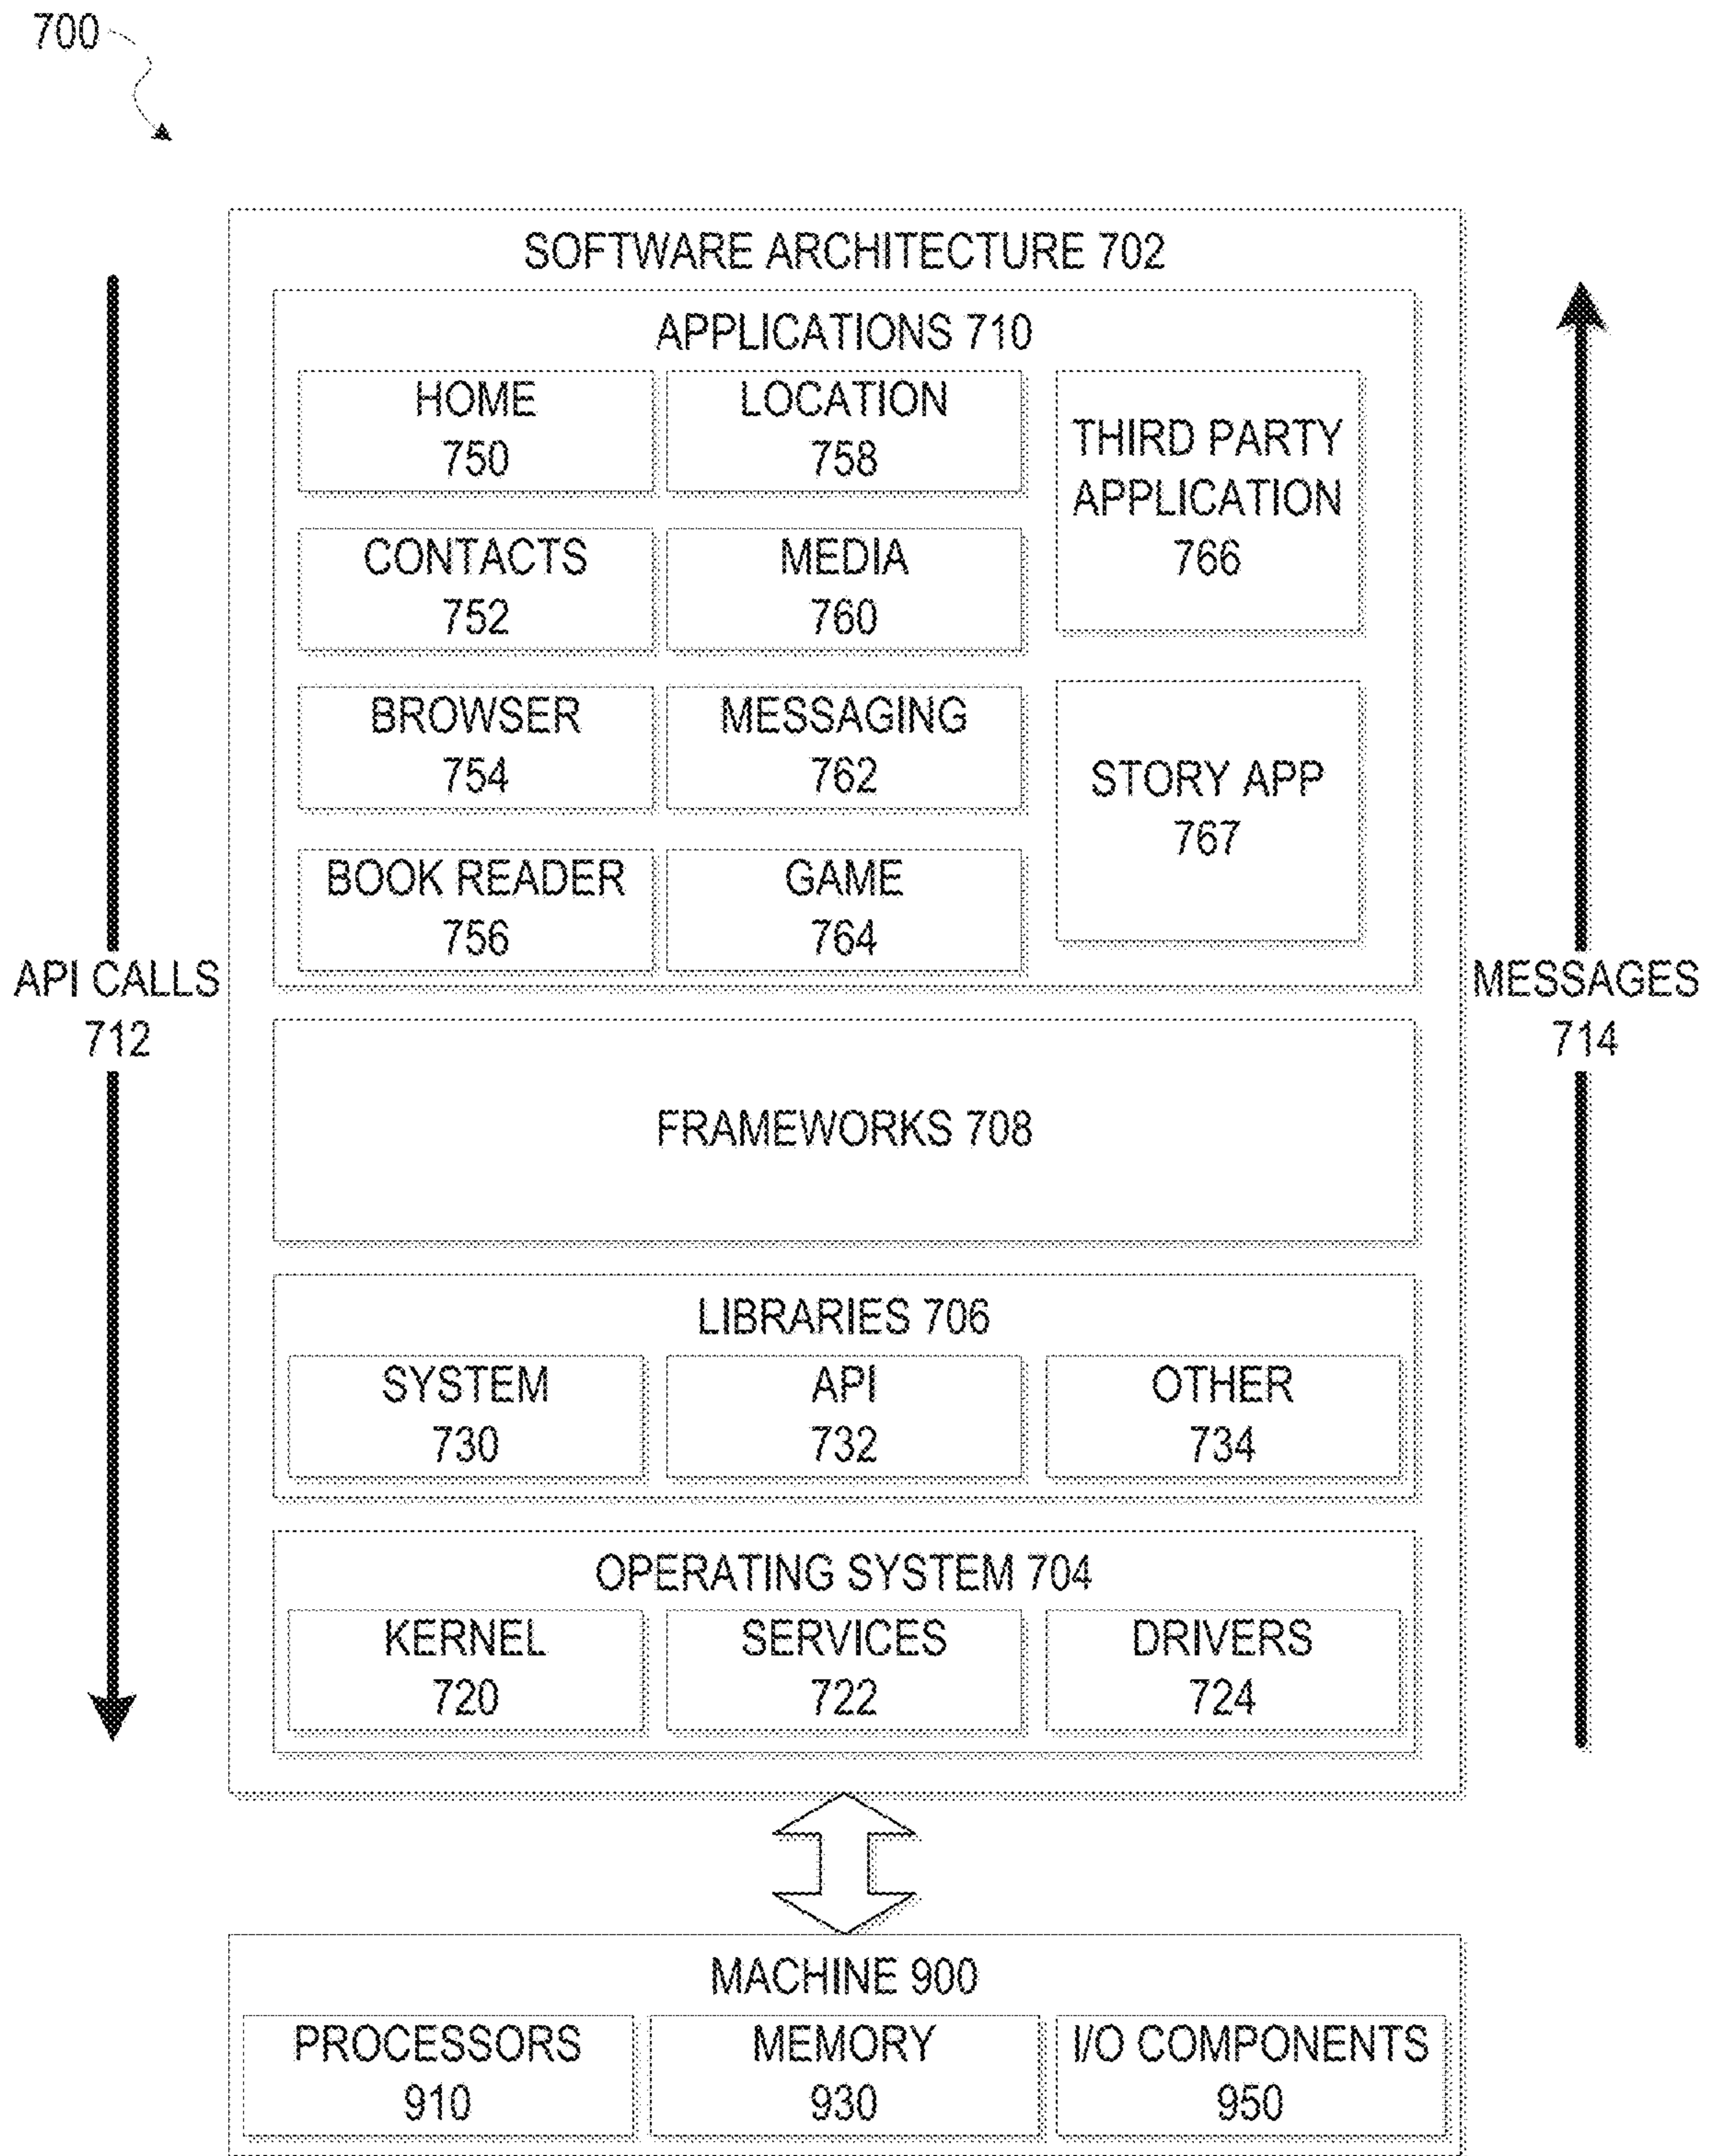 700
SOFTWARE ARCHITECTURE 702
APPLICATIONS 710
HOME
750
LOCATION
758
THIRD PARTY
APPLICATION
766
CONTACTS
752
MEDIA
760
BROWSER
754
MESSAGING
762
STORY APP
767
BOOK READER
756
GAME
764
API CALLS
712
MESSAGES
714
FRAMEWORKS 708
LIBRARIES 706
SYSTEM
730
API
732
OTHER
734
OPERATING SYSTEM 704
KERNEL
720
SERVICES
722
DRIVERS
724
MACHINE 900
PROCESSORS
910
MEMORY
930
I/O COMPONENTS
950